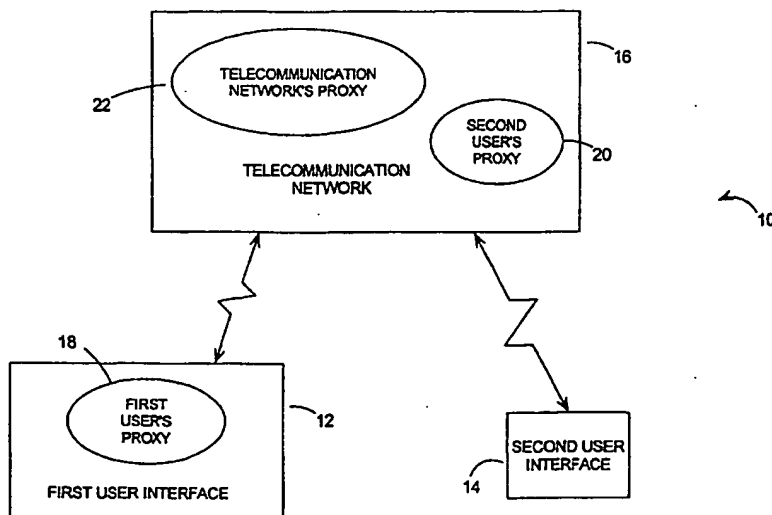 16
TELECOMMUNICATION
NETWORK'S PROXY
22
SECOND
USER'S
PROXY
20
TELECOMMUNICATION
NETWORK
10
18
FIRST
USER'S
PROXY
12
FIRST USER INTERFACE
SECOND USER
INTERFACE
14